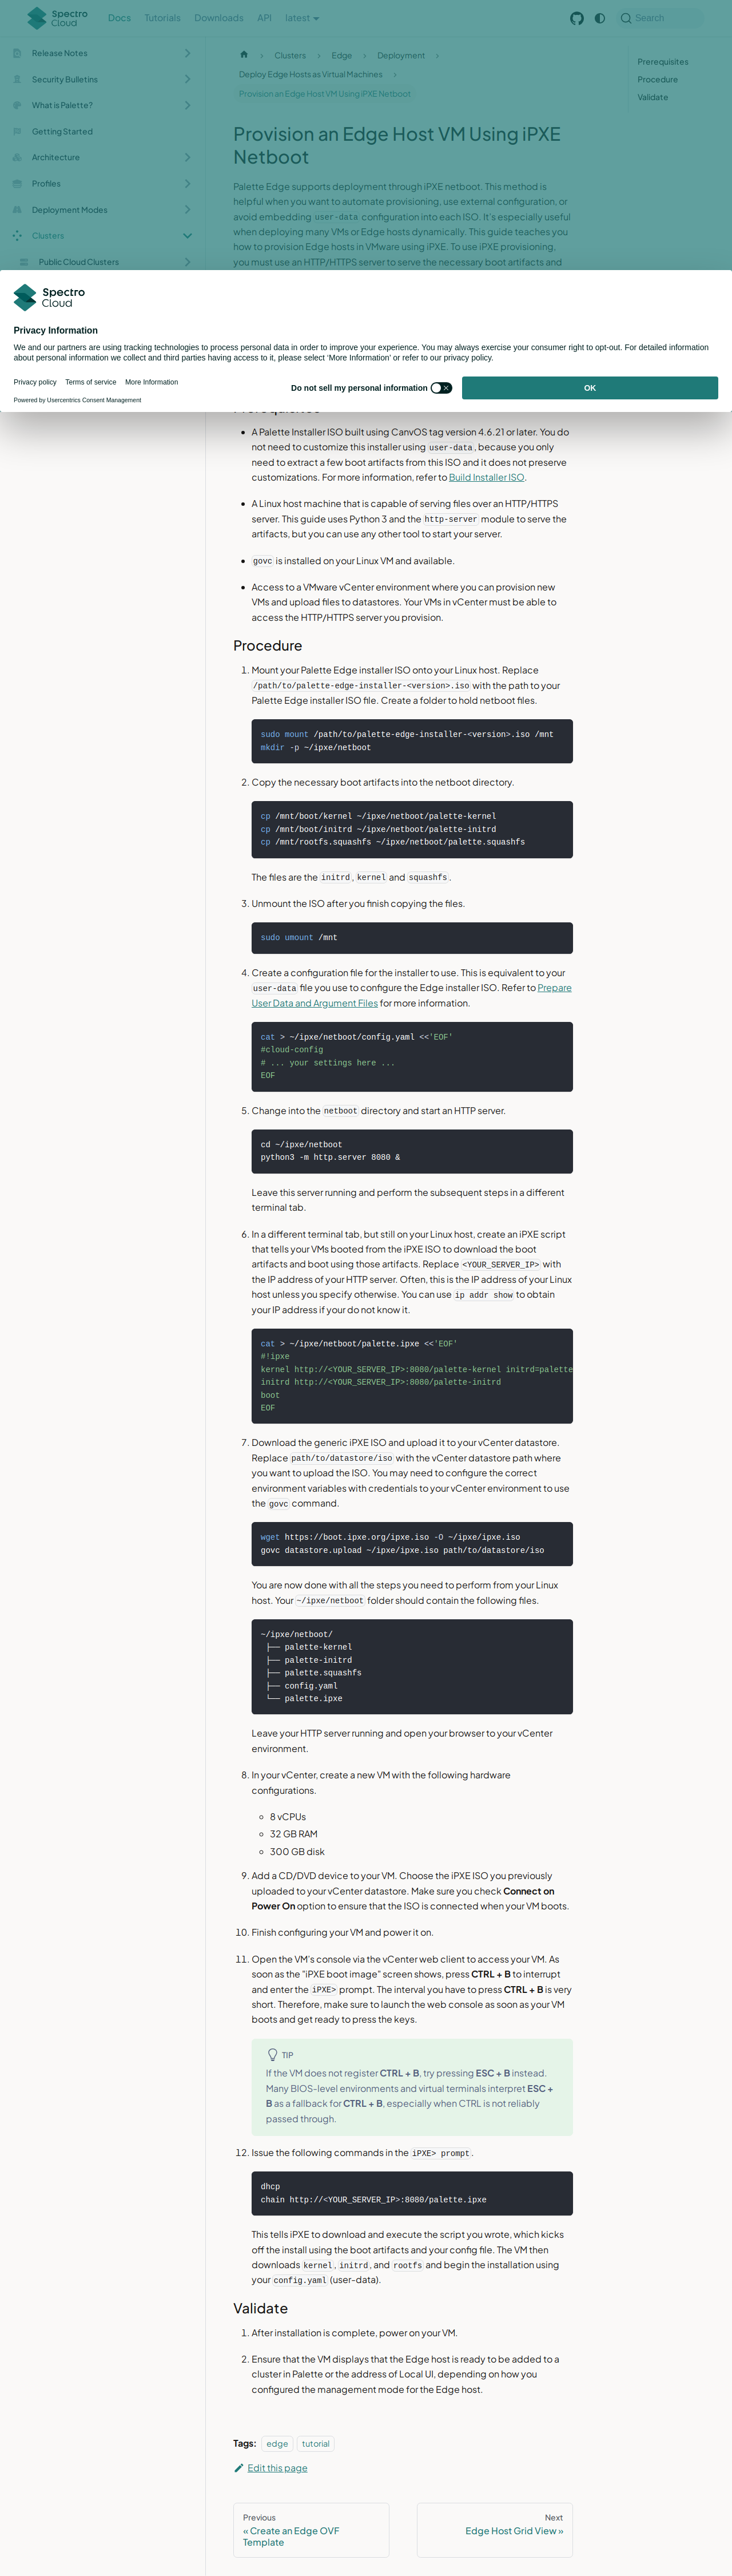 Spectro Cloud
Docs
Tutorials
Downloads
API
latest
Search
Release Notes
Security Bulletins
What is Palette?
Getting Started
Architecture
Profiles
Deployment Modes
Clusters
Public Cloud Clusters
Clusters
Edge
Deployment
Deploy Edge Hosts as Virtual Machines
Provision an Edge Host VM Using iPXE Netboot
Prerequisites
Procedure
Validate
Provision an Edge Host VM Using iPXE
Netboot
Palette Edge supports deployment through iPXE netboot. This method is
helpful when you want to automate provisioning, use external configuration, or
avoid embedding user-data configuration into each ISO. It's especially useful
when deploying many VMs or Edge hosts dynamically. This guide teaches you
how to provision Edge hosts in VMware using iPXE. To use iPXE provisioning,
you must use an HTTP/HTTPS server to serve the necessary boot artifacts and
Spectro Cloud
Privacy Information
We and our partners are using tracking technologies to process personal data in order to improve your experience. You may always exercise your consumer right to opt-out. For detailed information
about personal information we collect and third parties having access to it, please select 'More Information' or refer to our privacy policy.
Privacy policy
Terms of service
More Information
Do not sell my personal information
OK
Powered by Usercentrics Consent Management
A Palette Installer ISO built using CanvOS tag version 4.6.21 or later. You do
not need to customize this installer using user-data, because you only
need to extract a few boot artifacts from this ISO and it does not preserve
customizations. For more information, refer to Build Installer ISO.
A Linux host machine that is capable of serving files over an HTTP/HTTPS
server. This guide uses Python 3 and the http-server module to serve the
artifacts, but you can use any other tool to start your server.
govc is installed on your Linux VM and available.
Access to a VMware vCenter environment where you can provision new
VMs and upload files to datastores. Your VMs in vCenter must be able to
access the HTTP/HTTPS server you provision.
Procedure
1. Mount your Palette Edge installer ISO onto your Linux host. Replace
/path/to/palette-edge-installer-<version>.iso with the path to your
Palette Edge installer ISO file. Create a folder to hold netboot files.
sudo mount /path/to/palette-edge-installer-<version>.iso /mnt
mkdir -p ~/ipxe/netboot
2. Copy the necessary boot artifacts into the netboot directory.
cp /mnt/boot/kernel ~/ipxe/netboot/palette-kernel
cp /mnt/boot/initrd ~/ipxe/netboot/palette-initrd
cp /mnt/rootfs.squashfs ~/ipxe/netboot/palette.squashfs
The files are the initrd, kernel and squashfs.
3. Unmount the ISO after you finish copying the files.
sudo umount /mnt
4. Create a configuration file for the installer to use. This is equivalent to your
user-data file you use to configure the Edge installer ISO. Refer to Prepare
User Data and Argument Files for more information.
cat > ~/ipxe/netboot/config.yaml <<'EOF'
#cloud-config
# ... your settings here ...
EOF
5. Change into the netboot directory and start an HTTP server.
cd ~/ipxe/netboot
python3 -m http.server 8080 &
Leave this server running and perform the subsequent steps in a different
terminal tab.
6. In a different terminal tab, but still on your Linux host, create an iPXE script
that tells your VMs booted from the iPXE ISO to download the boot
artifacts and boot using those artifacts. Replace <YOUR_SERVER_IP> with
the IP address of your HTTP server. Often, this is the IP address of your Linux
host unless you specify otherwise. You can use ip addr show to obtain
your IP address if your do not know it.
cat > ~/ipxe/netboot/palette.ipxe <<'EOF'
#!ipxe
kernel http://<YOUR_SERVER_IP>:8080/palette-kernel initrd=palette
initrd http://<YOUR_SERVER_IP>:8080/palette-initrd
boot
EOF
7. Download the generic iPXE ISO and upload it to your vCenter datastore.
Replace path/to/datastore/iso with the vCenter datastore path where
you want to upload the ISO. You may need to configure the correct
environment variables with credentials to your vCenter environment to use
the govc command.
wget https://boot.ipxe.org/ipxe.iso -O ~/ipxe/ipxe.iso
govc datastore.upload ~/ipxe/ipxe.iso path/to/datastore/iso
You are now done with all the steps you need to perform from your Linux
host. Your ~/ipxe/netboot folder should contain the following files.
~/ipxe/netboot/
├── palette-kernel
├── palette-initrd
├── palette.squashfs
├── config.yaml
└── palette.ipxe
Leave your HTTP server running and open your browser to your vCenter
environment.
8. In your vCenter, create a new VM with the following hardware
configurations.
8 vCPUs
32 GB RAM
300 GB disk
9. Add a CD/DVD device to your VM. Choose the iPXE ISO you previously
uploaded to your vCenter datastore. Make sure you check Connect on
Power On option to ensure that the ISO is connected when your VM boots.
10. Finish configuring your VM and power it on.
11. Open the VM's console via the vCenter web client to access your VM. As
soon as the "iPXE boot image" screen shows, press CTRL + B to interrupt
and enter the iPXE> prompt. The interval you have to press CTRL + B is very
short. Therefore, make sure to launch the web console as soon as your VM
boots and get ready to press the keys.
TIP
If the VM does not register CTRL + B, try pressing ESC + B instead.
Many BIOS-level environments and virtual terminals interpret ESC +
B as a fallback for CTRL + B, especially when CTRL is not reliably
passed through.
12. Issue the following commands in the iPXE> prompt.
dhcp
chain http://<YOUR_SERVER_IP>:8080/palette.ipxe
This tells iPXE to download and execute the script you wrote, which kicks
off the install using the boot artifacts and your config file. The VM then
downloads kernel, initrd, and rootfs and begin the installation using
your config.yaml (user-data).
Validate
1. After installation is complete, power on your VM.
2. Ensure that the VM displays that the Edge host is ready to be added to a
cluster in Palette or the address of Local UI, depending on how you
configured the management mode for the Edge host.
Tags: edge tutorial
Edit this page
Previous
« Create an Edge OVF
Template
Next
Edge Host Grid View »